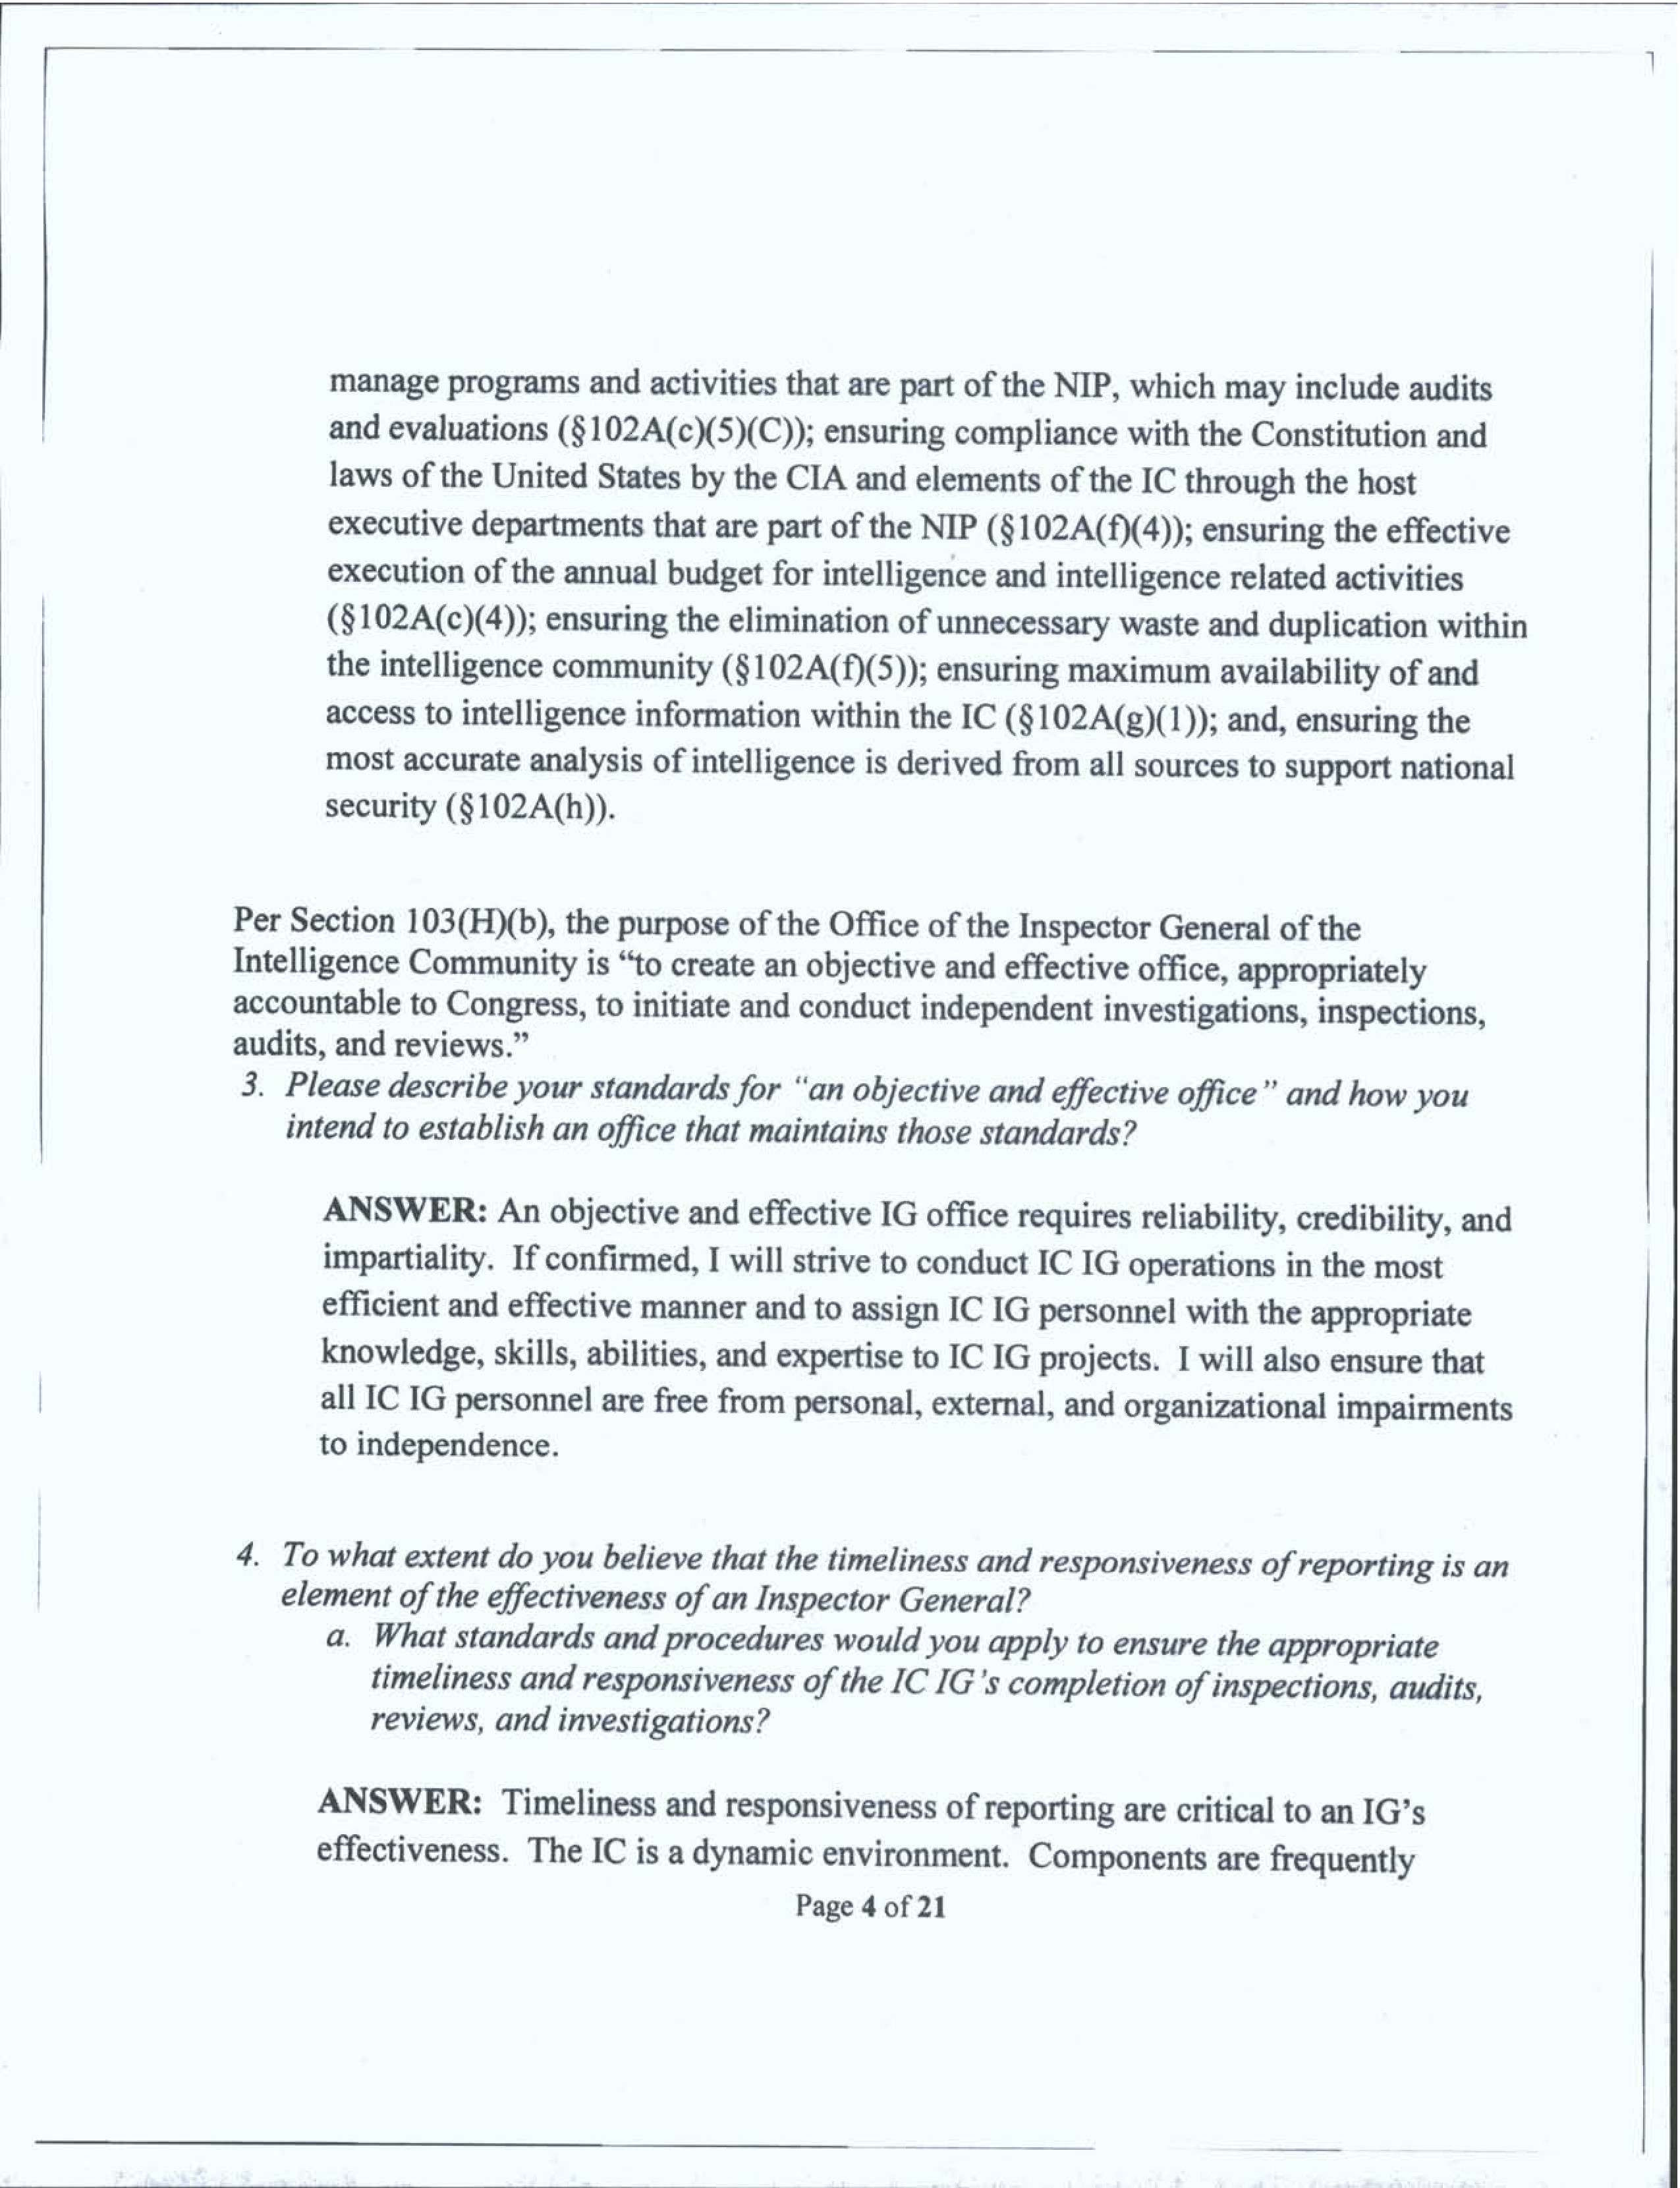 manage programs and activities that are part of the NIP, which may include audits
and evaluations (§102A(c)(5)(C)); ensuring compliance with the Constitution and
laws of the United States by the CIA and elements of the IC through the host
executive departments that are part of the NIP (§102A(f)(4)); ensuring the effective
execution of the annual budget for intelligence and intelligence related activities
(§102A(c)(4)); ensuring the elimination of unnecessary waste and duplication within
the intelligence community (§102A(f)(5)); ensuring maximum availability of and
access to intelligence information within the IC (§102A(g)(1)); and, ensuring the
most accurate analysis of intelligence is derived from all sources to support national
security (§102A(h)).
Per Section 103(H)(b), the purpose of the Office of the Inspector General of the
Intelligence Community is “to create an objective and effective office, appropriately
accountable to Congress, to initiate and conduct independent investigations, inspections,
audits, and reviews.”
3. Please describe your standards for “an objective and effective office” and how you
intend to establish an office that maintains those standards?
ANSWER: An objective and effective IG office requires reliability, credibility, and
impartiality. If confirmed, I will strive to conduct IC IG operations in the most
efficient and effective manner and to assign IC IG personnel with the appropriate
knowledge, skills, abilities, and expertise to IC IG projects. I will also ensure that
all IC IG personnel are free from personal, external, and organizational impairments
to independence.
4. To what extent do you believe that the timeliness and responsiveness of reporting is an
element of the effectiveness of an Inspector General?
a. What standards and procedures would you apply to ensure the appropriate
timeliness and responsiveness of the IC IG's completion of inspections, audits,
reviews, and investigations?
ANSWER: Timeliness and responsiveness of reporting are critical to an IG's
effectiveness. The IC is a dynamic environment. Components are frequently
Page 4 of 21